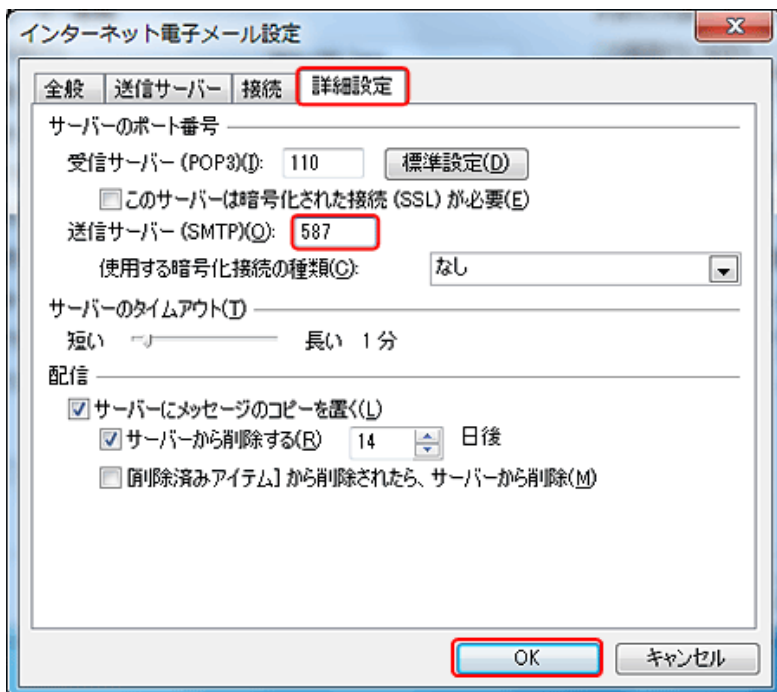 インターネット電子メール設定
全般 送信サーバー 接続 詳細設定
サーバーのポート番号
受信サーバー (POP3)(I): 110 標準設定(D)
このサーバーは暗号化された接続 (SSL) が必要(E)
送信サーバー (SMTP)(O): 587
使用する暗号化接続の種類(C): なし
サーバーのタイムアウト(T)
短い 長い 1 分
配信
サーバーにメッセージのコピーを置く(L)
サーバーから削除する(R) 14 日後
[削除済みアイテム] から削除されたら、サーバーから削除(M)
OK キャンセル